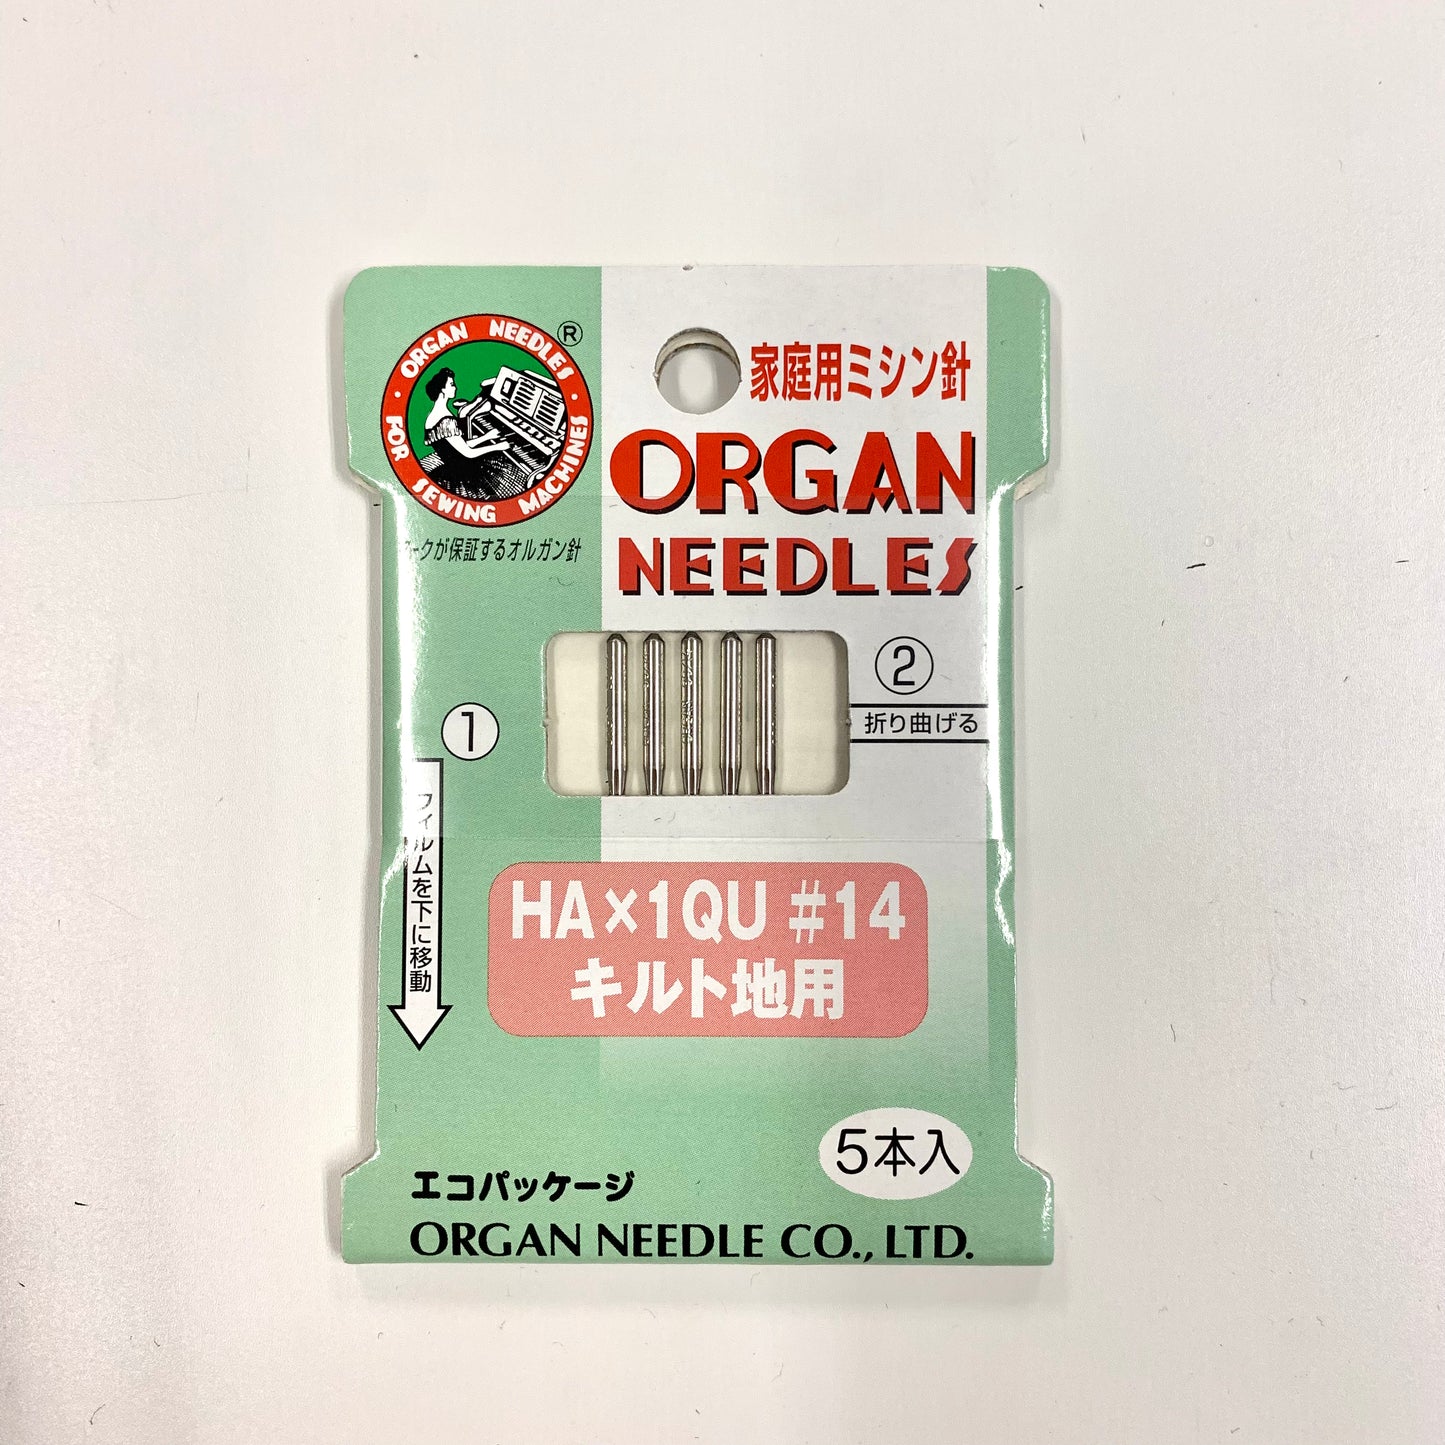 ORGAN NEEDLES
FOR SEWING MACHINES
®
マークが保証するオルガン針
家庭用ミシン針
ORGAN
NEEDLES
①
フィルムを下に移動
②
折り曲げる
HA×1QU #14
キルト地用
5本入
エコパッケージ
ORGAN NEEDLE CO., LTD.